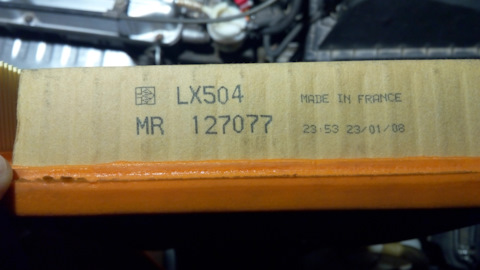 LX504
MR 127077
MADE IN FRANCE
23:53 23/01/08